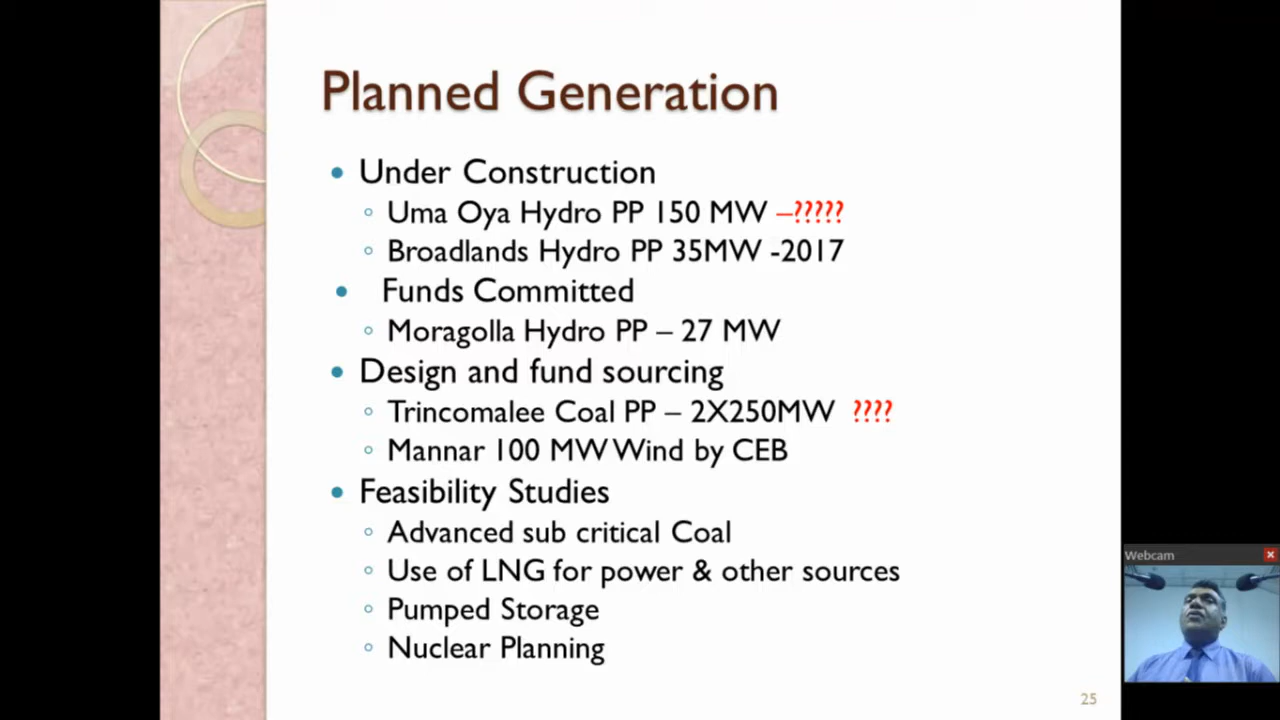 Planned Generation
Under Construction
Uma Oya Hydro PP 150 MW –?????
Broadlands Hydro PP 35MW -2017
Funds Committed
Moragolla Hydro PP – 27 MW
Design and fund sourcing
Trincomalee Coal PP – 2X250MW ????
Mannar 100 MW Wind by CEB
Feasibility Studies
Advanced sub critical Coal
Use of LNG for power & other sources
Pumped Storage
Nuclear Planning
Webcam
25